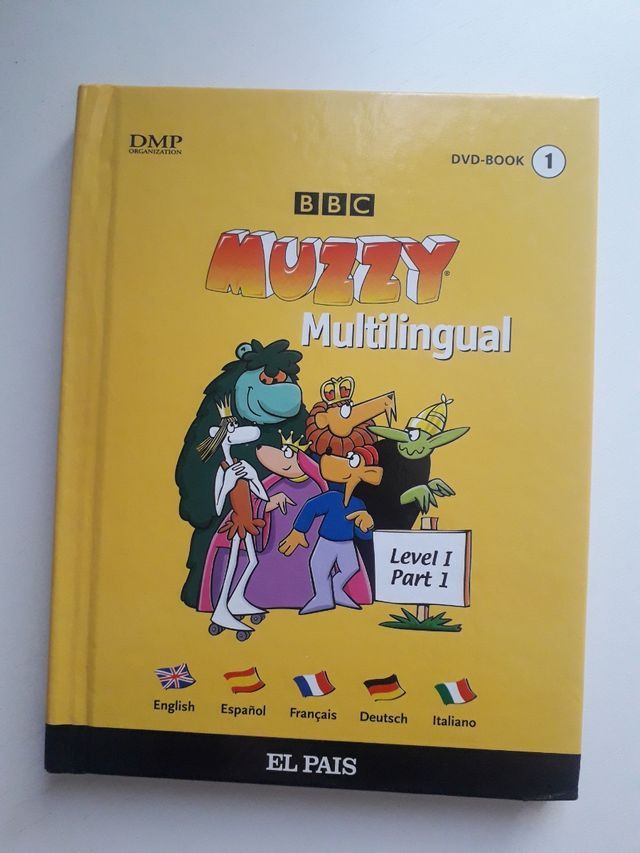 DMP
ORGANIZATION
DVD-BOOK 1
BBC
MUZZY®
Multilingual
Level I
Part 1
English Español Français Deutsch Italiano
EL PAIS